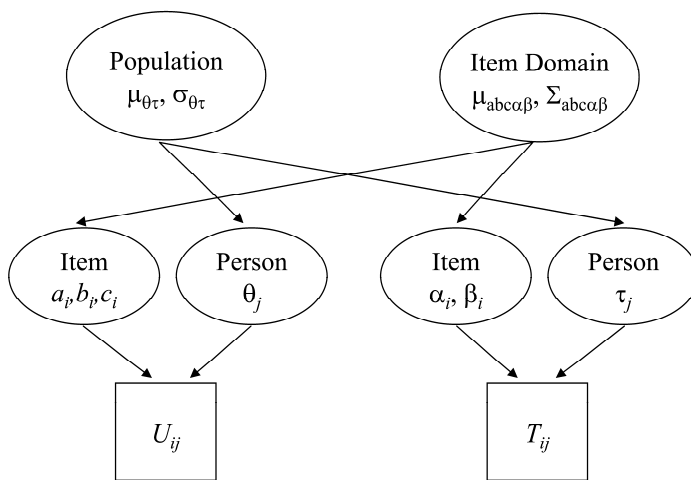 Population
μθτ, σθτ
Item Domain
μabcαβ, Σabcαβ
Item
ai,bi,ci
Person
θj
Item
αi, βi
Person
τj
Uij
Tij